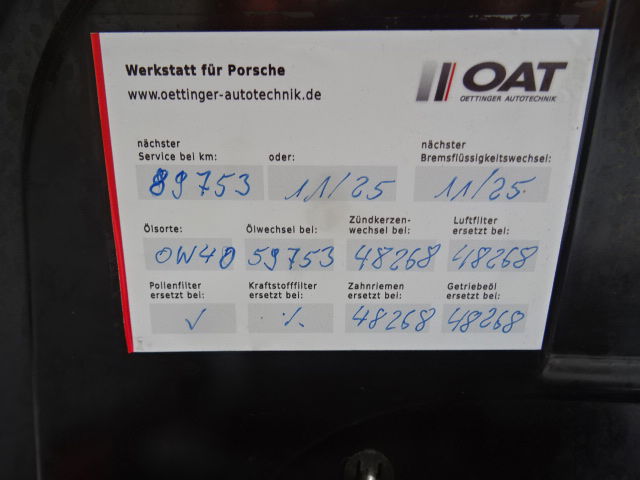 Werkstatt für Porsche
www.oettinger-autotechnik.de
OAT
OETTINGER AUTOTECHNIK
nächster
Service bei km:
oder:
nächster
Bremsflüssigkeitswechsel:
89753
11/25
11/25.
Ölsorte:
Ölwechsel bei:
Zündkerzen-
wechsel bei:
Luftfilter
ersetzt bei:
0W40
59753
48268
48268
Pollenfilter
ersetzt bei:
Kraftstofffilter
ersetzt bei:
Zahnriemen
ersetzt bei:
Getriebeöl
ersetzt bei:
✓
·/.
48268
48268